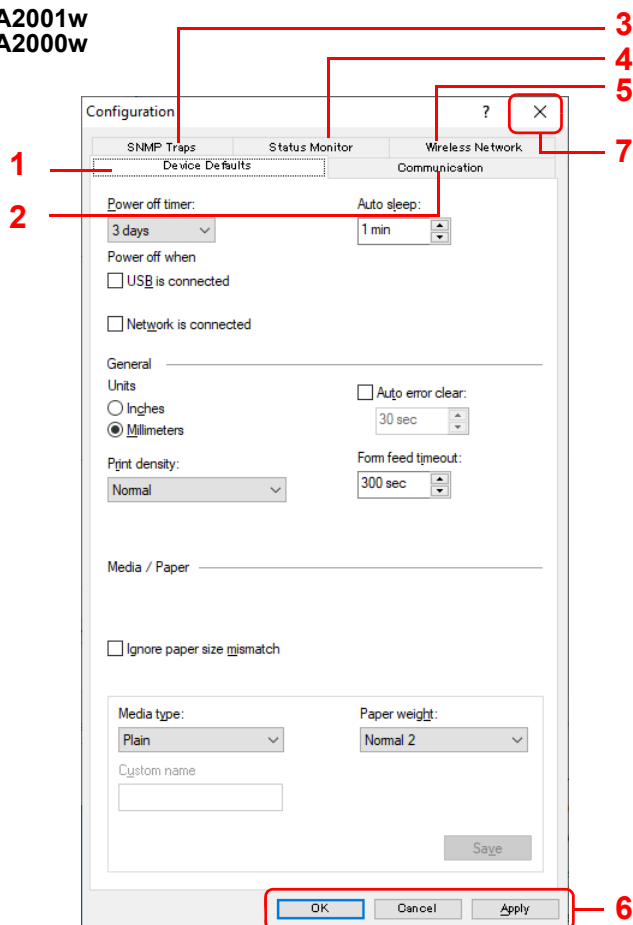 A2001w
A2000w
3
4
5
Configuration ?
7
SNMP Traps Status Monitor Wireless Network
1 Device Defaults Communication
2
Power off timer: Auto sleep:
3 days 1 min
Power off when
USB is connected
Network is connected
General
Units Auto error clear:
Inches 30 sec
Millimeters
Print density: Form feed timeout:
Normal 300 sec
Media / Paper
Ignore paper size mismatch
Media type: Paper weight:
Plain Normal 2
Custom name
Save
OK Cancel Apply 6